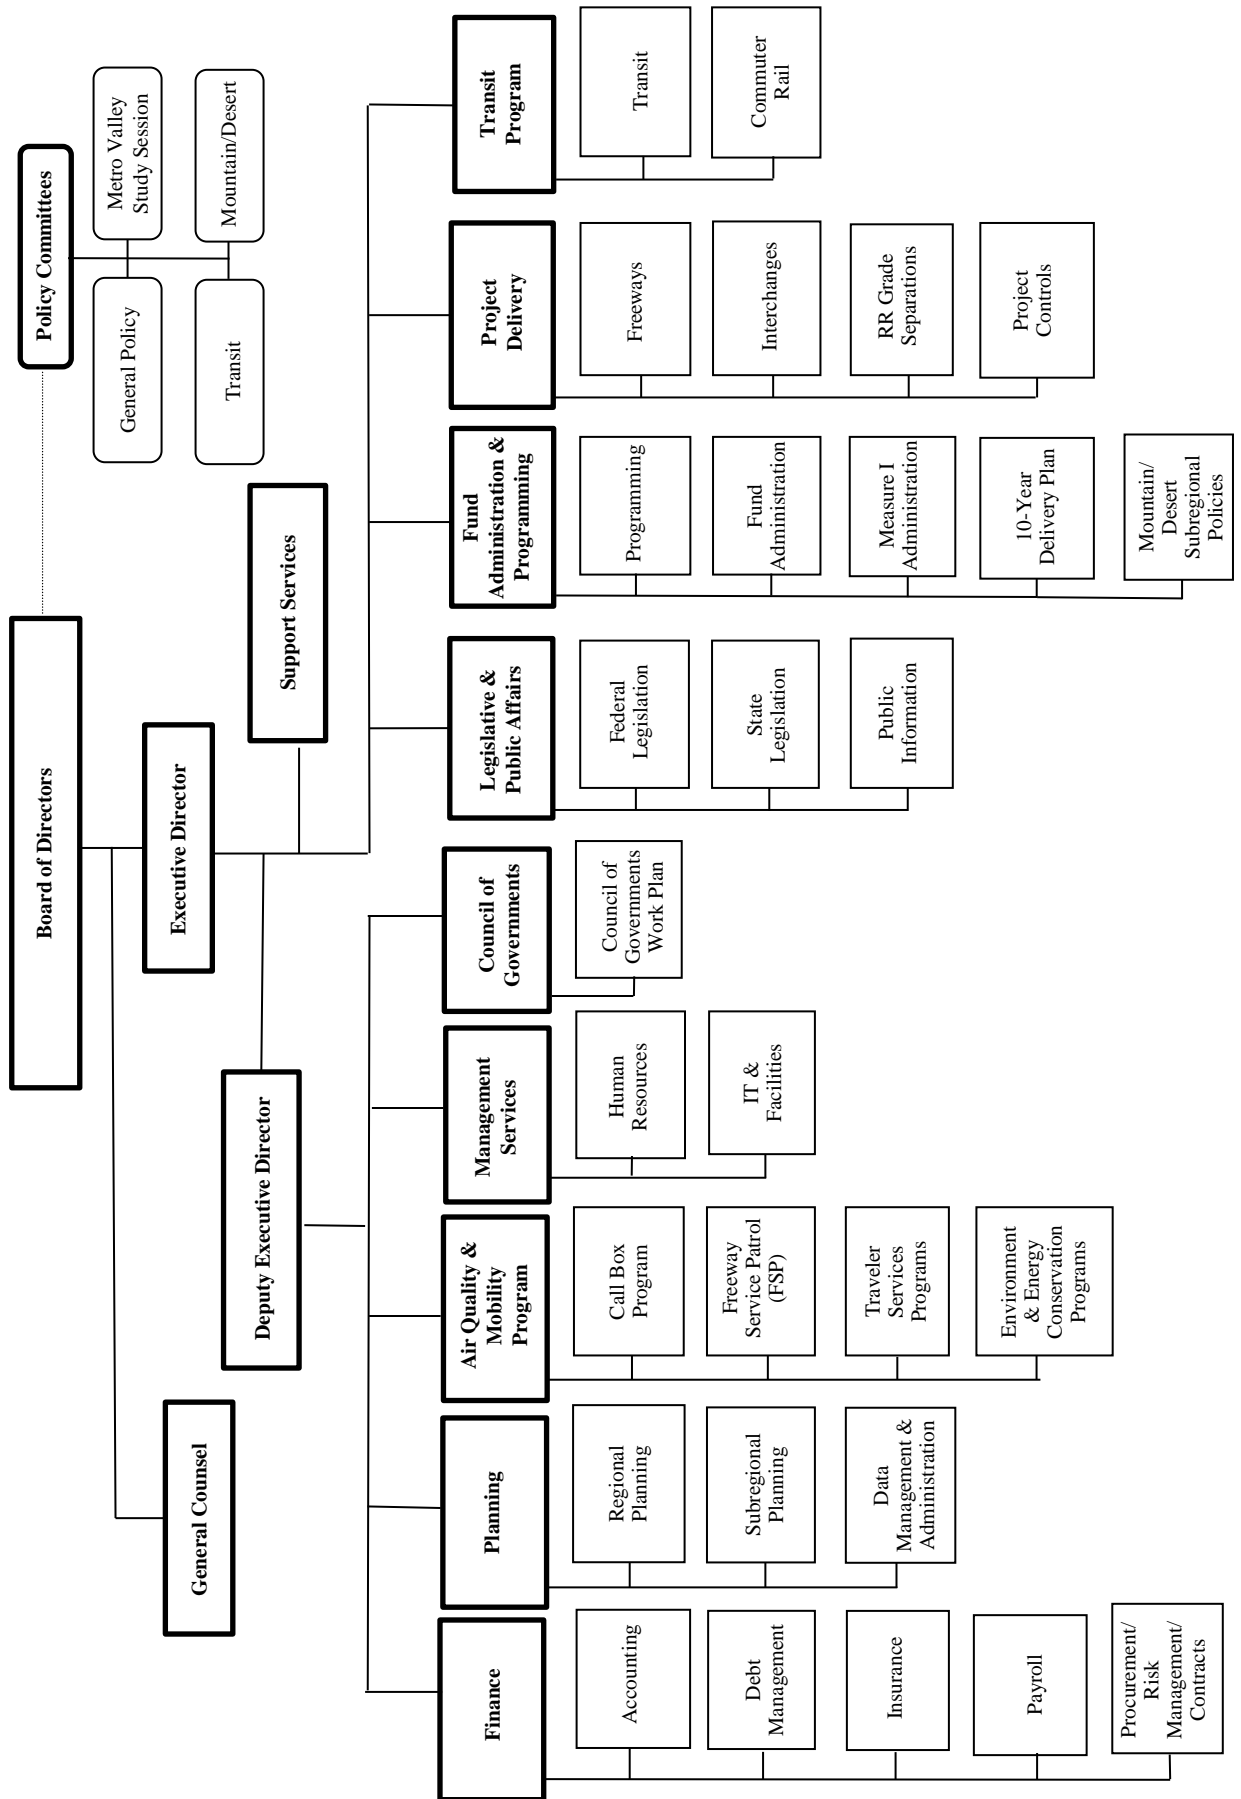 Board of Directors
Policy Committees
General Policy
Metro Valley
Study Session
Transit
Mountain/Desert
General Counsel
Executive Director
Deputy Executive Director
Support Services
Finance
Accounting
Debt
Management
Insurance
Payroll
Procurement/
Risk
Management/
Contracts
Planning
Regional
Planning
Subregional
Planning
Data
Management &
Administration
Air Quality &
Mobility
Program
Call Box
Program
Freeway
Service Patrol
(FSP)
Traveler
Services
Programs
Environment
& Energy
Conservation
Programs
Management
Services
Human
Resources
IT &
Facilities
Council of
Governments
Council of
Governments
Work Plan
Legislative &
Public Affairs
Federal
Legislation
State
Legislation
Public
Information
Fund
Administration &
Programming
Programming
Fund
Administration
Measure I
Administration
10-Year
Delivery Plan
Mountain/
Desert
Subregional
Policies
Project
Delivery
Freeways
Interchanges
RR Grade
Separations
Project
Controls
Transit
Program
Transit
Commuter
Rail